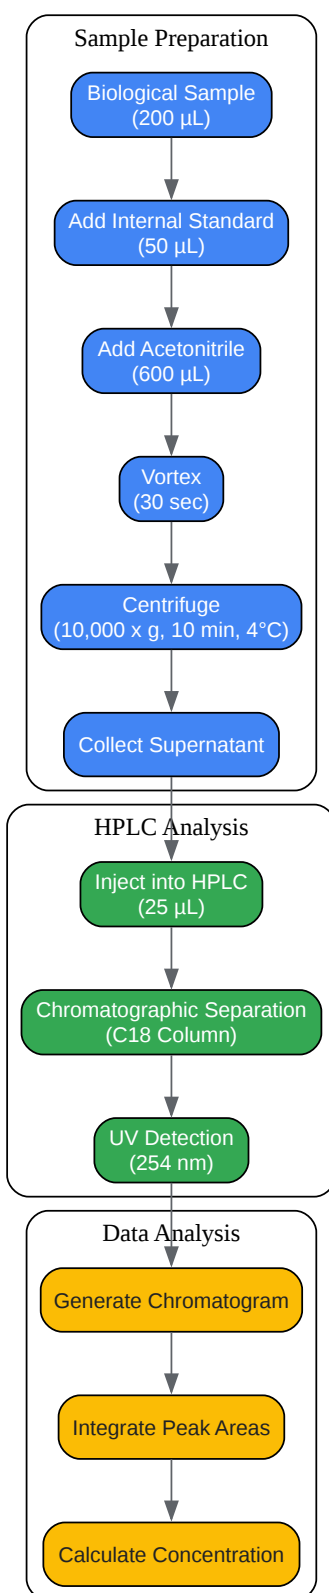 Sample Preparation
Biological Sample
(200 µL)
Add Internal Standard
(50 µL)
Add Acetonitrile
(600 µL)
Vortex
(30 sec)
Centrifuge
(10,000 x g, 10 min, 4°C)
Collect Supernatant
HPLC Analysis
Inject into HPLC
(25 µL)
Chromatographic Separation
(C18 Column)
UV Detection
(254 nm)
Data Analysis
Generate Chromatogram
Integrate Peak Areas
Calculate Concentration